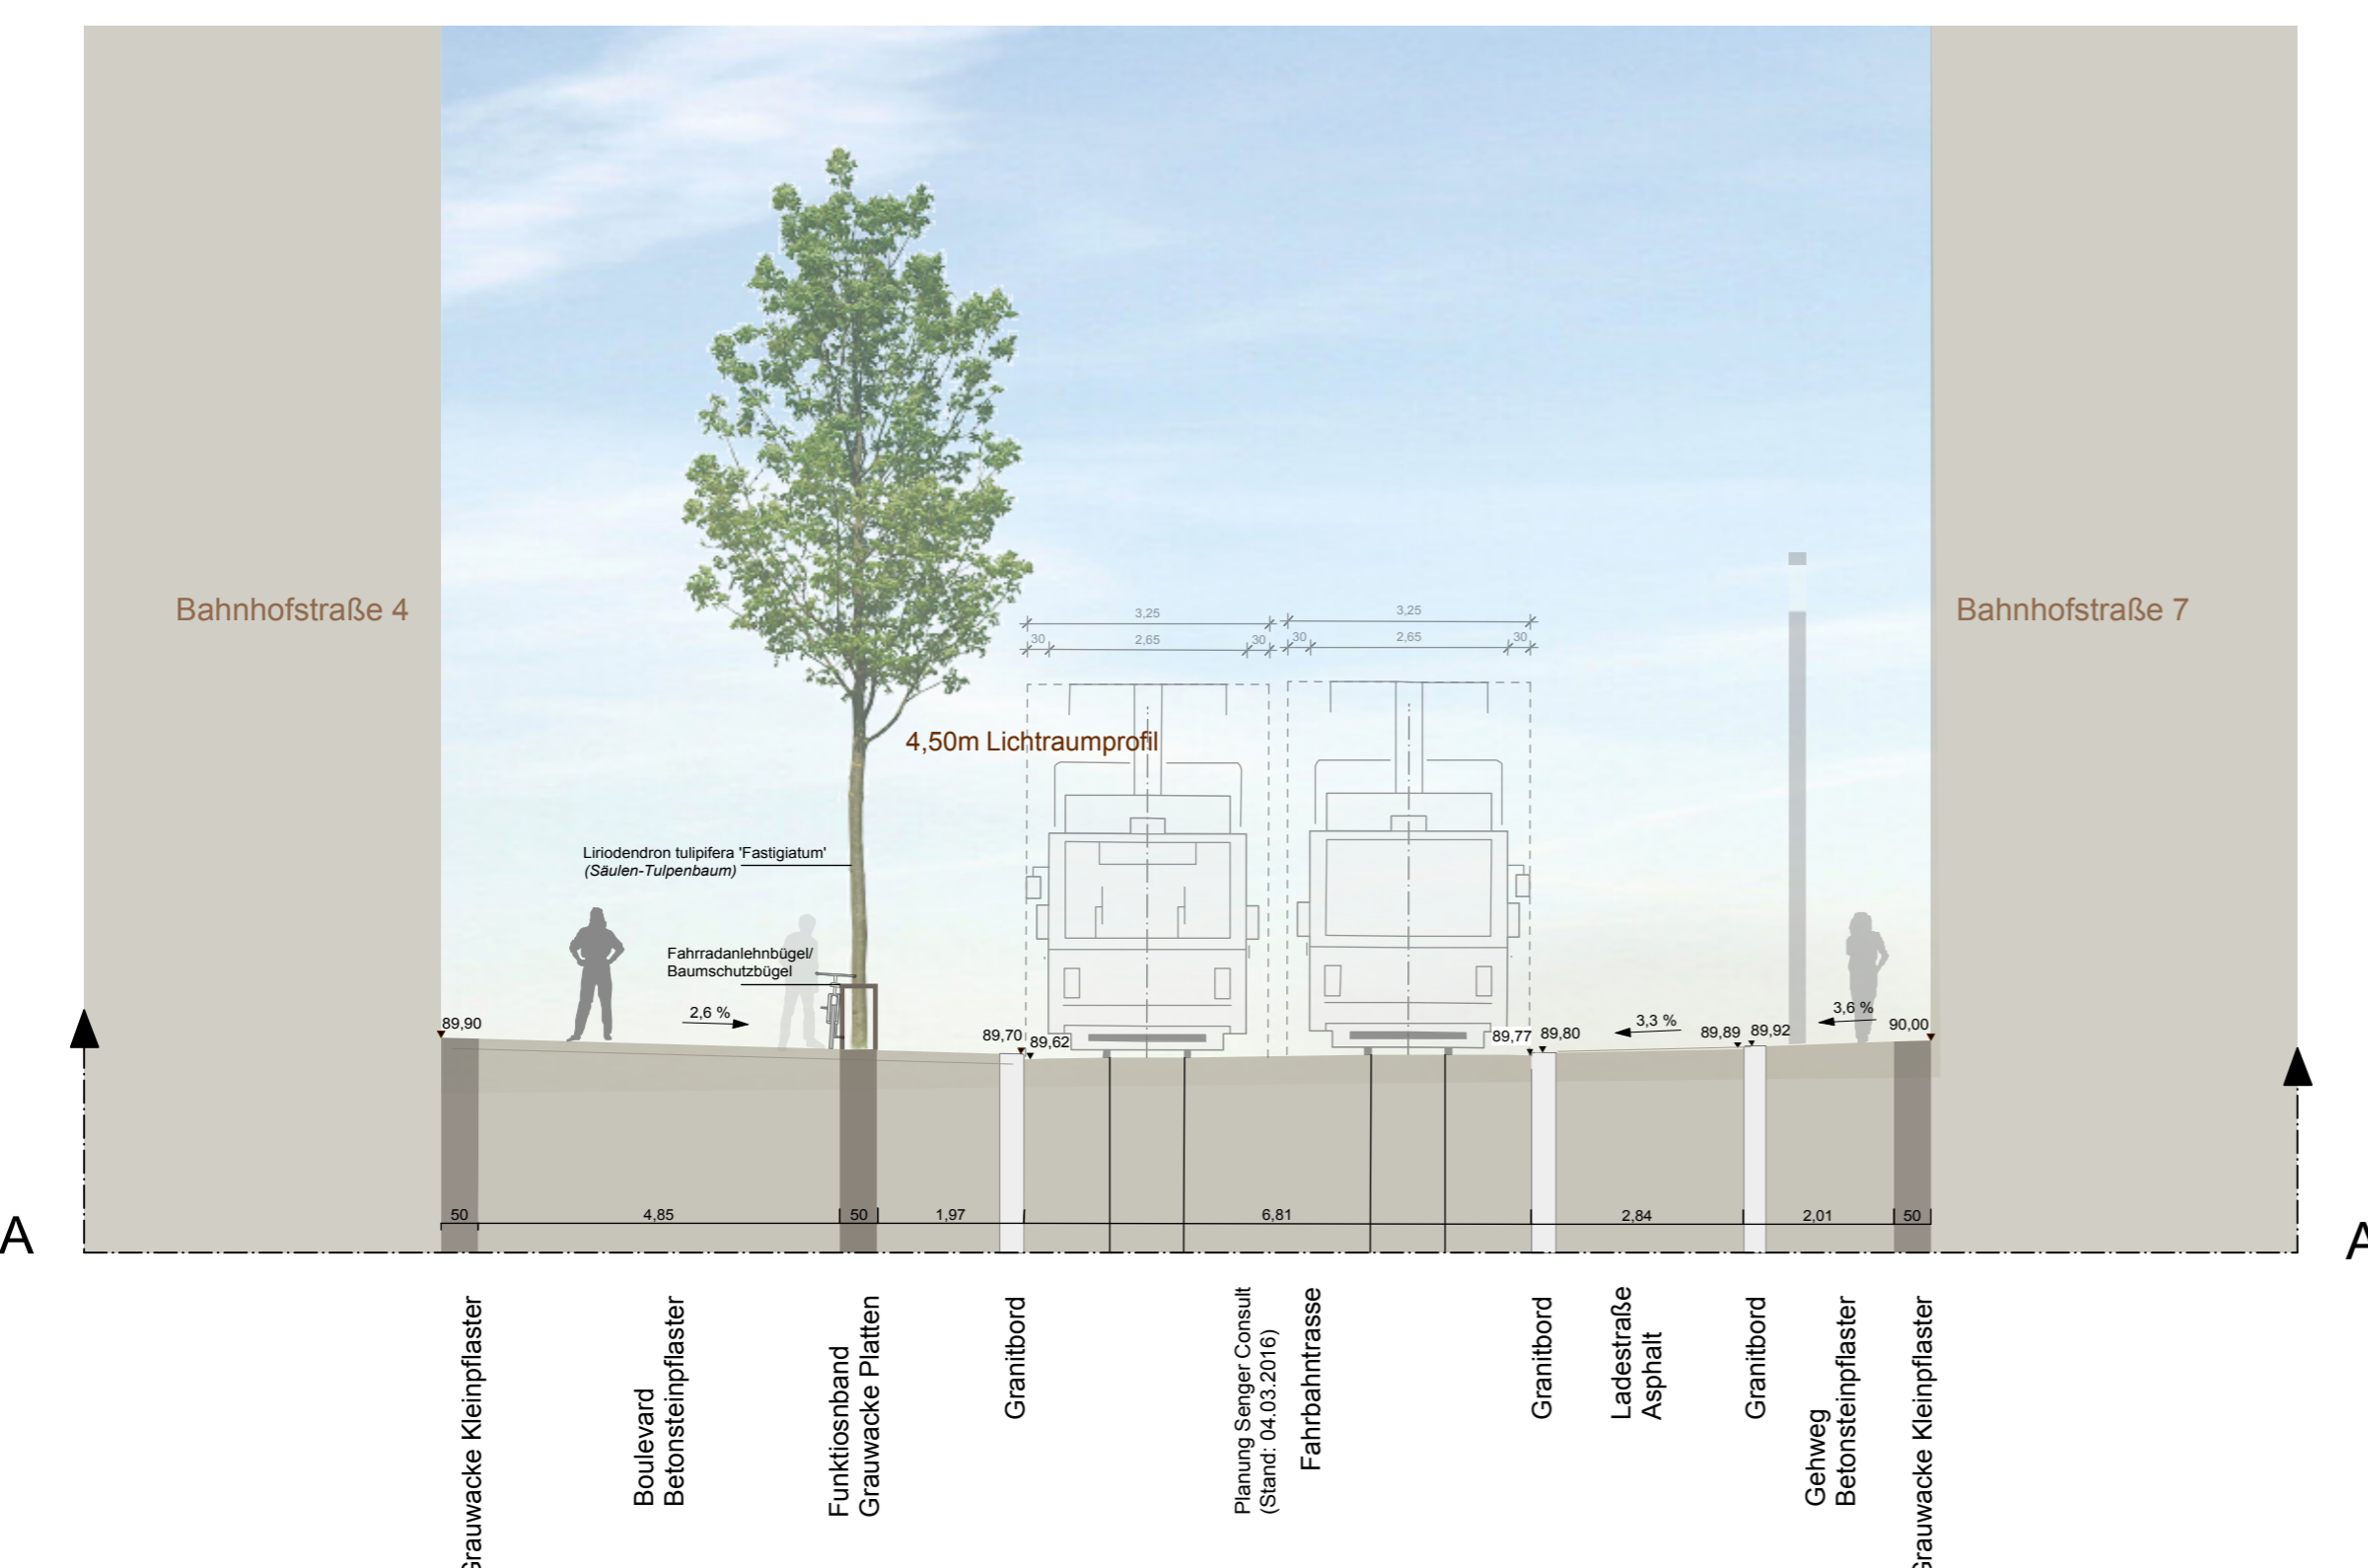 Bahnhofstraße 4
Bahnhofstraße 7
3,25
3,25
30
2,65
30
30
2,65
30
4,50m Lichtraumprofil
Liriodendron tulipifera 'Fastigiatum'
(Säulen-Tulpenbaum)
Fahrradanlehnbügel/
Baumschutzbügel
2,6 %
3,3 %
3,6 %
89,90
89,70
89,62
89,77
89,80
89,89
89,92
90,00
50
4,85
50
1,97
6,81
2,84
2,01
50
A
A
Grauwacke Kleinpflaster
Boulevard
Betonsteinpflaster
Funktiosnband
Grauwacke Platten
Granitbord
Planung Senger Consult
(Stand: 04.03.2016)
Fahrbahntrasse
Granitbord
Ladestraße
Asphalt
Granitbord
Gehweg
Betonsteinpflaster
Grauwacke Kleinpflaster